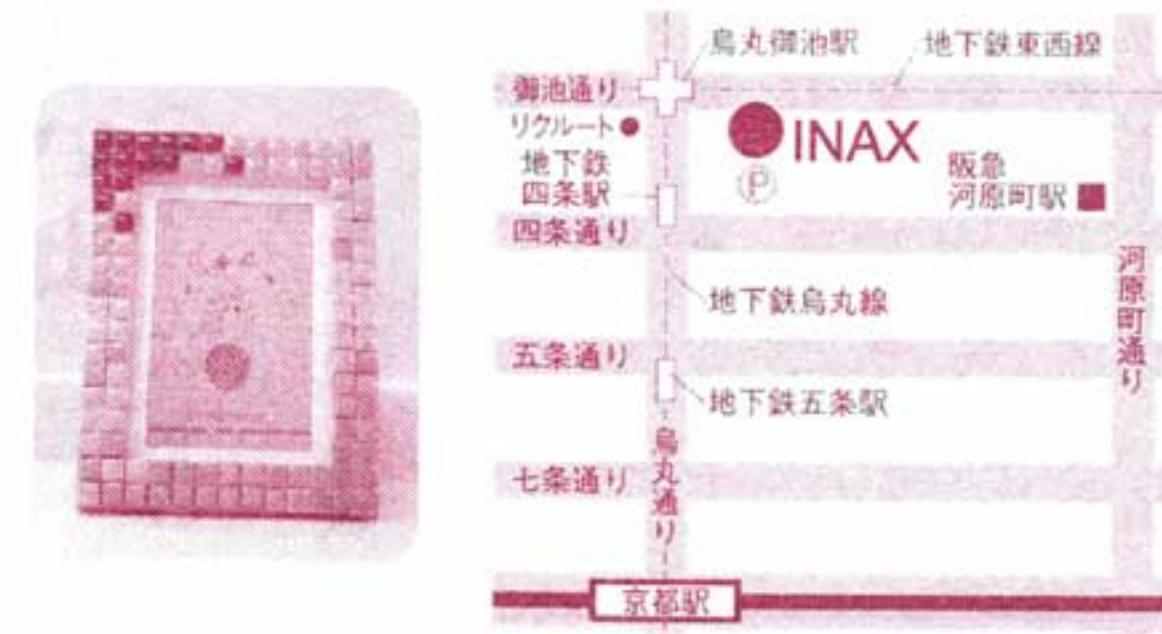 烏丸御池駅
地下鉄東西線
御池通り
リクルート
INAX
地下鉄
四条駅
Ⓟ
阪急
河原町駅
四条通り
河原町通り
地下鉄烏丸線
五条通り
地下鉄五条駅
烏丸通り
七条通り
京都駅